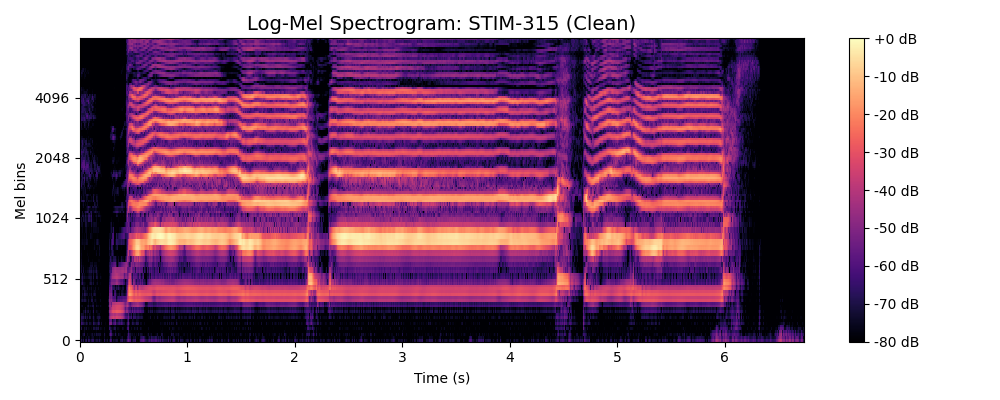 Log-Mel Spectrogram: STIM-315 (Clean)
Mel bins
4096
2048
1024
512
0
0 1 2 3 4 5 6
Time (s)
+0 dB
-10 dB
-20 dB
-30 dB
-40 dB
-50 dB
-60 dB
-70 dB
-80 dB